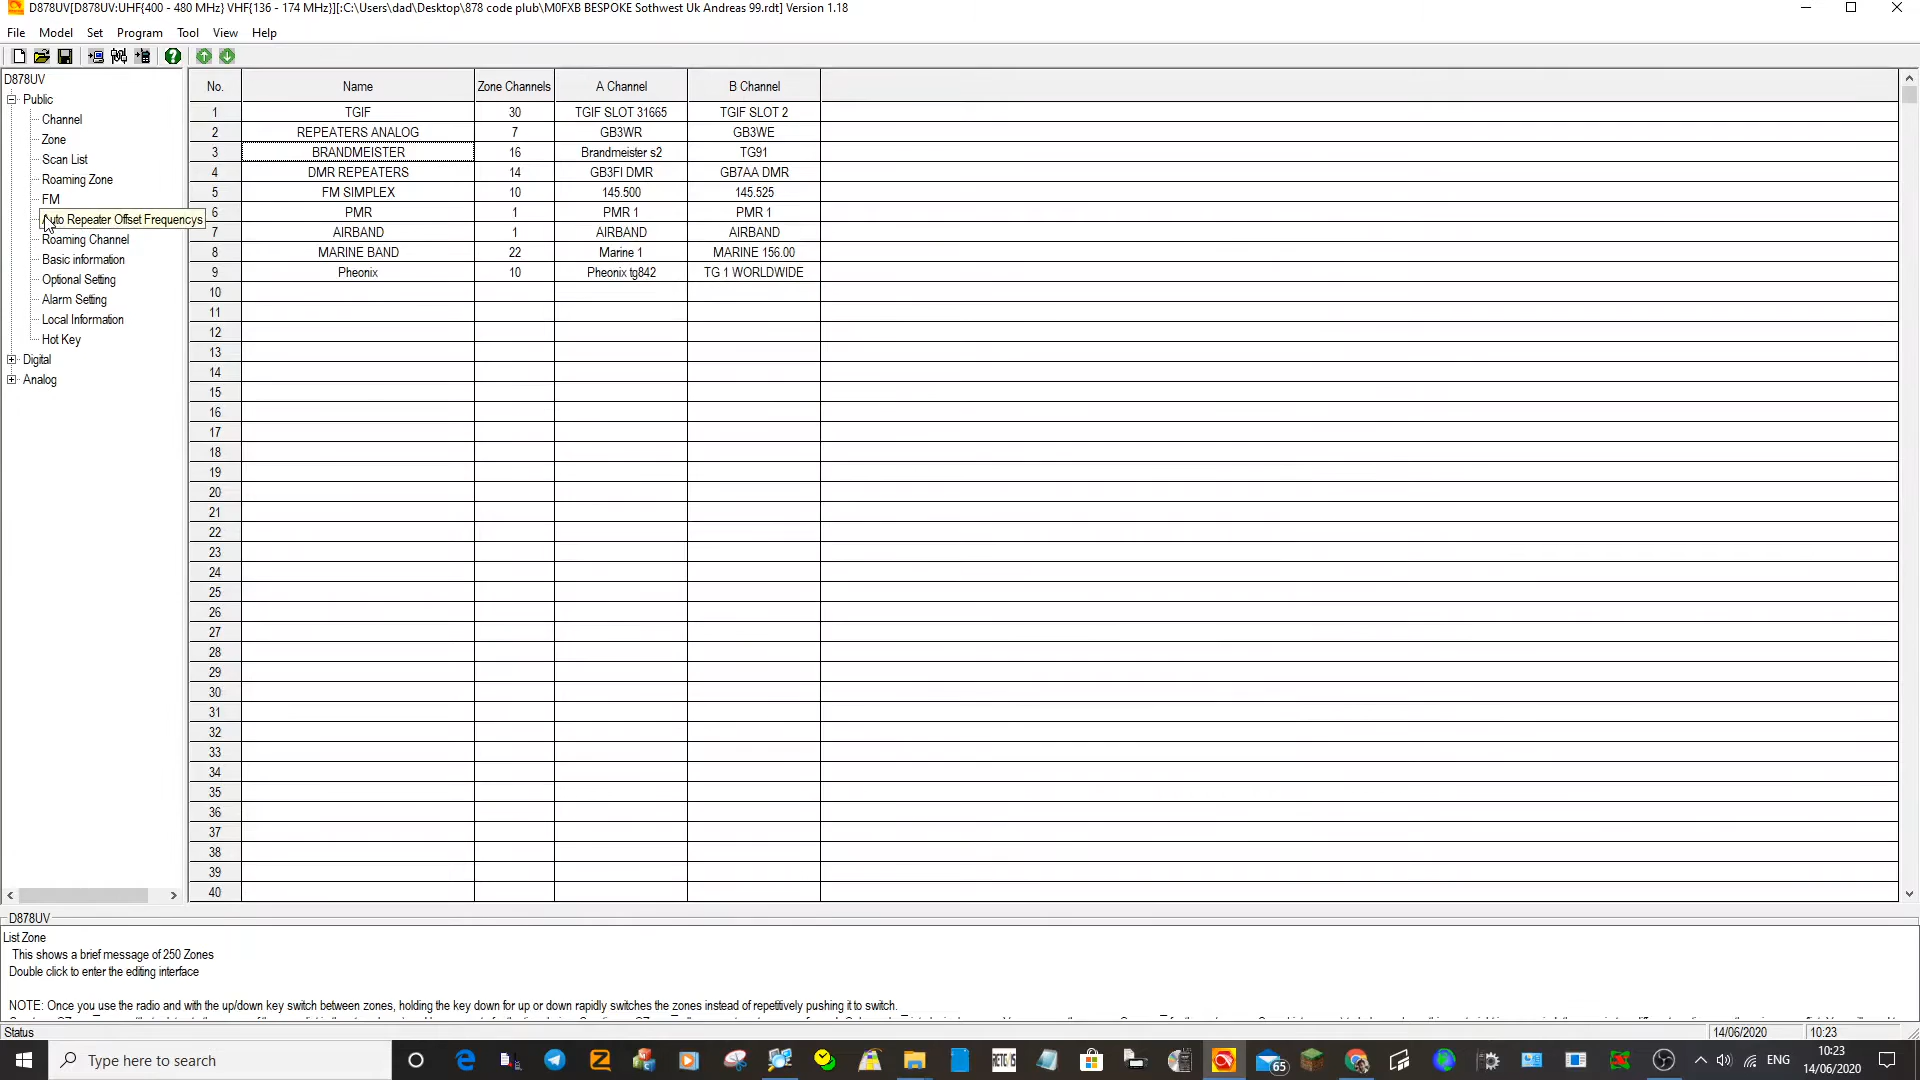 D878UV[D878UV:UHF{400 - 480 MHz} VHF{136 - 174 MHz}][:C:\Users\dad\Desktop\878 code plub\M0FXB BESPOKE Sothwest Uk Andreas 99.rdt] Version 1.18
File Model Set Program Tool View Help
D878UV
Public
Channel
Zone
Scan List
Roaming Zone
FM
Auto Repeater Offset Frequencys
Roaming Channel
Basic information
Optional Setting
Alarm Setting
Local Information
Hot Key
Digital
Analog
No. Name Zone Channels A Channel B Channel
1 TGIF 30 TGIF SLOT 31665 TGIF SLOT 2
2 REPEATERS ANALOG 7 GB3WR GB3WE
3 BRANDMEISTER 16 Brandmeister s2 TG91
4 DMR REPEATERS 14 GB3FI DMR GB7AA DMR
5 FM SIMPLEX 10 145.500 145.525
6 PMR 1 PMR 1 PMR 1
7 AIRBAND 1 AIRBAND AIRBAND
8 MARINE BAND 22 Marine 1 MARINE 156.00
9 Pheonix 10 Pheonix tg842 TG 1 WORLDWIDE
10
11
12
13
14
15
16
17
18
19
20
21
22
23
24
25
26
27
28
29
30
31
32
33
34
35
36
37
38
39
40
D878UV
List Zone
This shows a brief message of 250 Zones
Double click to enter the editing interface
NOTE: Once you use the radio and with the up/down key switch between zones, holding the key down for up or down rapidly switches the zones instead of repetitively pushing it to switch.
Status 14/06/2020 10:23
Type here to search
RETEVIS
65
ENG
10:23
14/06/2020